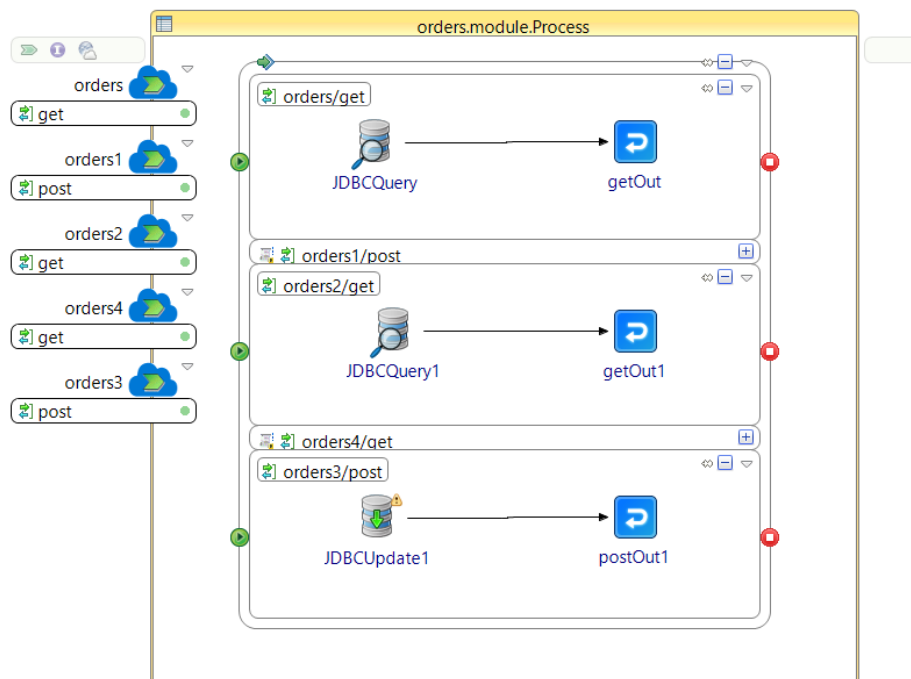 orders.module.Process
orders
get
orders1
post
orders2
get
orders4
get
orders3
post
orders/get
JDBCQuery
getOut
orders1/post
orders2/get
JDBCQuery1
getOut1
orders4/get
orders3/post
JDBCUpdate1
postOut1